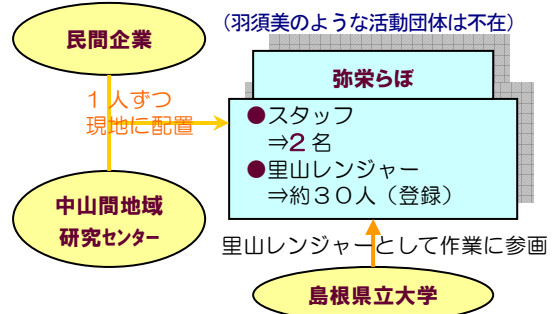 民間企業
（羽須美のような活動団体は不在）
弥栄らぼ
１人ずつ
現地に配置
●スタッフ
⇒２名
●里山レンジャー
⇒約３０人（登録）
中山間地域
研究センター
里山レンジャーとして作業に参画
島根県立大学